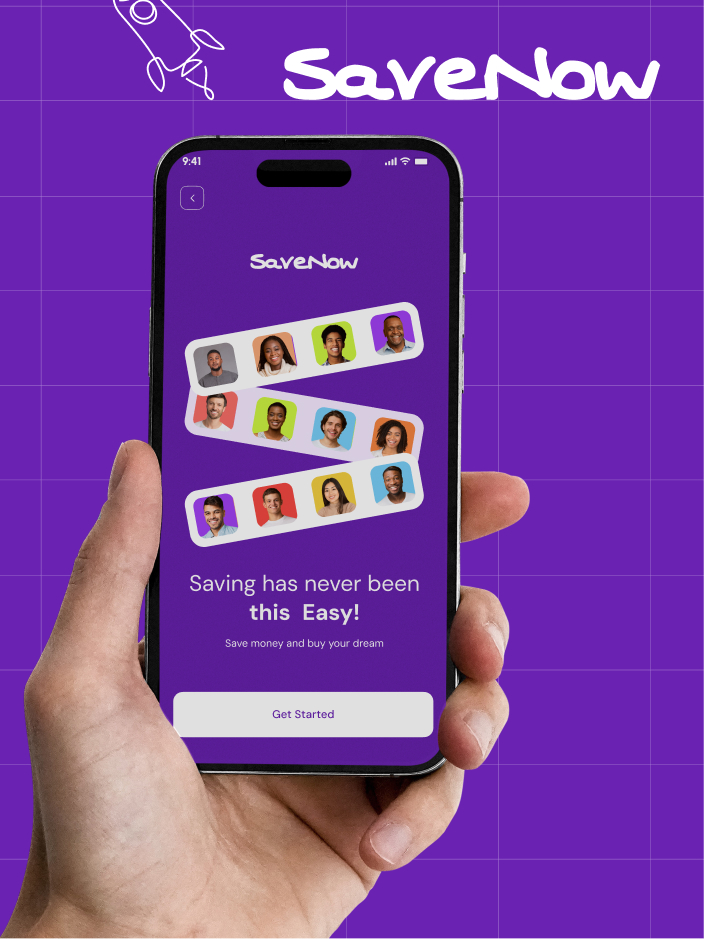 SaveNow
9:41
SaveNow
Saving has never been
this Easy!
Save money and buy your dream
Get Started